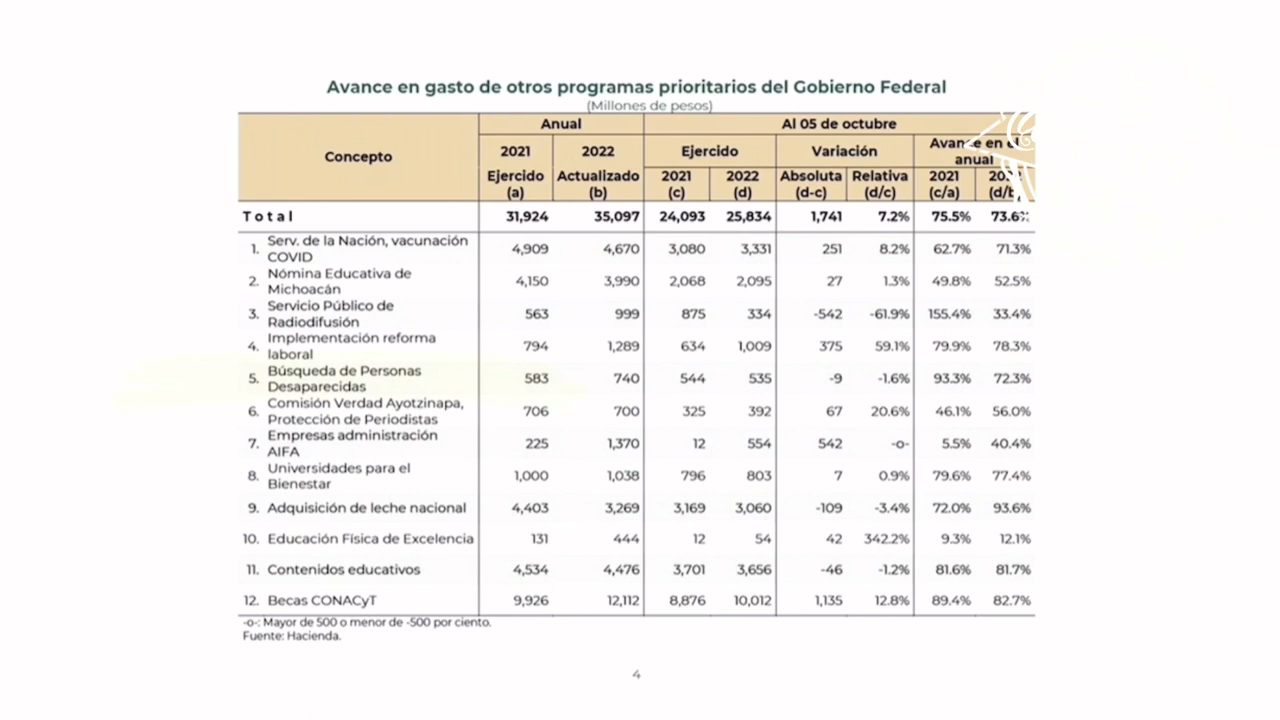 Avance en gasto de otros programas prioritarios del Gobierno Federal
(Millones de pesos)
Concepto Anual Al 05 de octubre
2021 2022 Ejercido Variación Avance en el anual
Ejercido (a) Actualizado (b) 2021 (c) 2022 (d) Absoluta (d-c) Relativa (d/c) 2021 (c/a) (d/b
Total 31,924 35,097 24,093 25,834 1,741 7.2% 75.5% 73.6%
1. Serv. de la Nación, vacunación COVID 4,909 4,670 3,080 3,331 251 8.2% 62.7% 71.3%
2. Nómina Educativa de Michoacán 4,150 3,990 2,068 2,095 27 1.3% 49.8% 52.5%
3. Servicio Público de Radiodifusión 563 999 875 334 -542 -61.9% 155.4% 33.4%
4. Implementación reforma laboral 794 1,289 634 1,009 375 59.1% 79.9% 78.3%
5. Búsqueda de Personas Desaparecidas 583 740 544 535 -9 -1.6% 93.3% 72.3%
6. Comisión Verdad Ayotzinapa, Protección de Periodistas 706 700 325 392 67 20.6% 46.1% 56.0%
7. Empresas administración AIFA 225 1,370 12 554 542 -o- 5.5% 40.4%
8. Universidades para el Bienestar 1,000 1,038 796 803 7 0.9% 79.6% 77.4%
9. Adquisición de leche nacional 4,403 3,269 3,169 3,060 -109 -3.4% 72.0% 93.6%
10. Educación Física de Excelencia 131 444 12 54 42 342.2% 9.3% 12.1%
11. Contenidos educativos 4,534 4,476 3,701 3,656 -46 -1.2% 81.6% 81.7%
12. Becas CONACyT 9,926 12,112 8,876 10,012 1,135 12.8% 89.4% 82.7%
-o-: Mayor de 500 o menor de -500 por ciento.
Fuente: Hacienda.
4